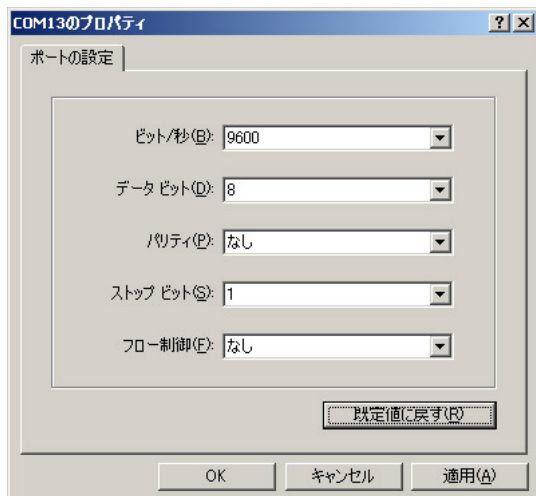 COM13のプロパティ
ポートの設定
ビット/秒(B): 9600
データ ビット(D): 8
パリティ(P): なし
ストップ ビット(S): 1
フロー制御(F): なし
既定値に戻す(R)
OK キャンセル 適用(A)